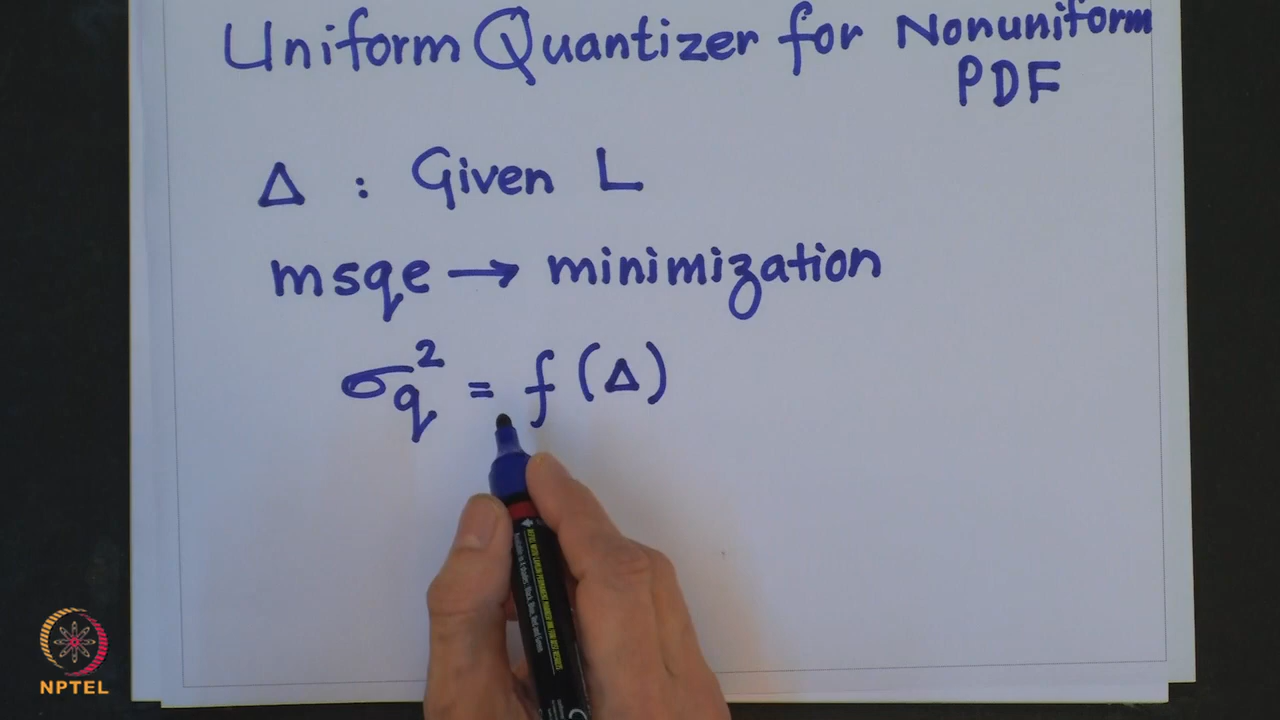 Uniform Quantizer for Nonuniform
PDF
Δ : Given L
msqe → minimization
σq² = f(Δ)
NPTEL